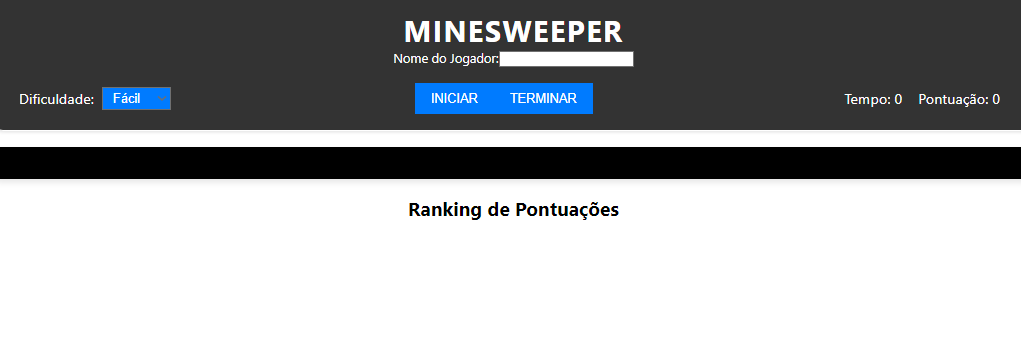 MINESWEEPER
Nome do Jogador:
Dificuldade: Fácil INICIAR TERMINAR Tempo: 0 Pontuação: 0
Ranking de Pontuações